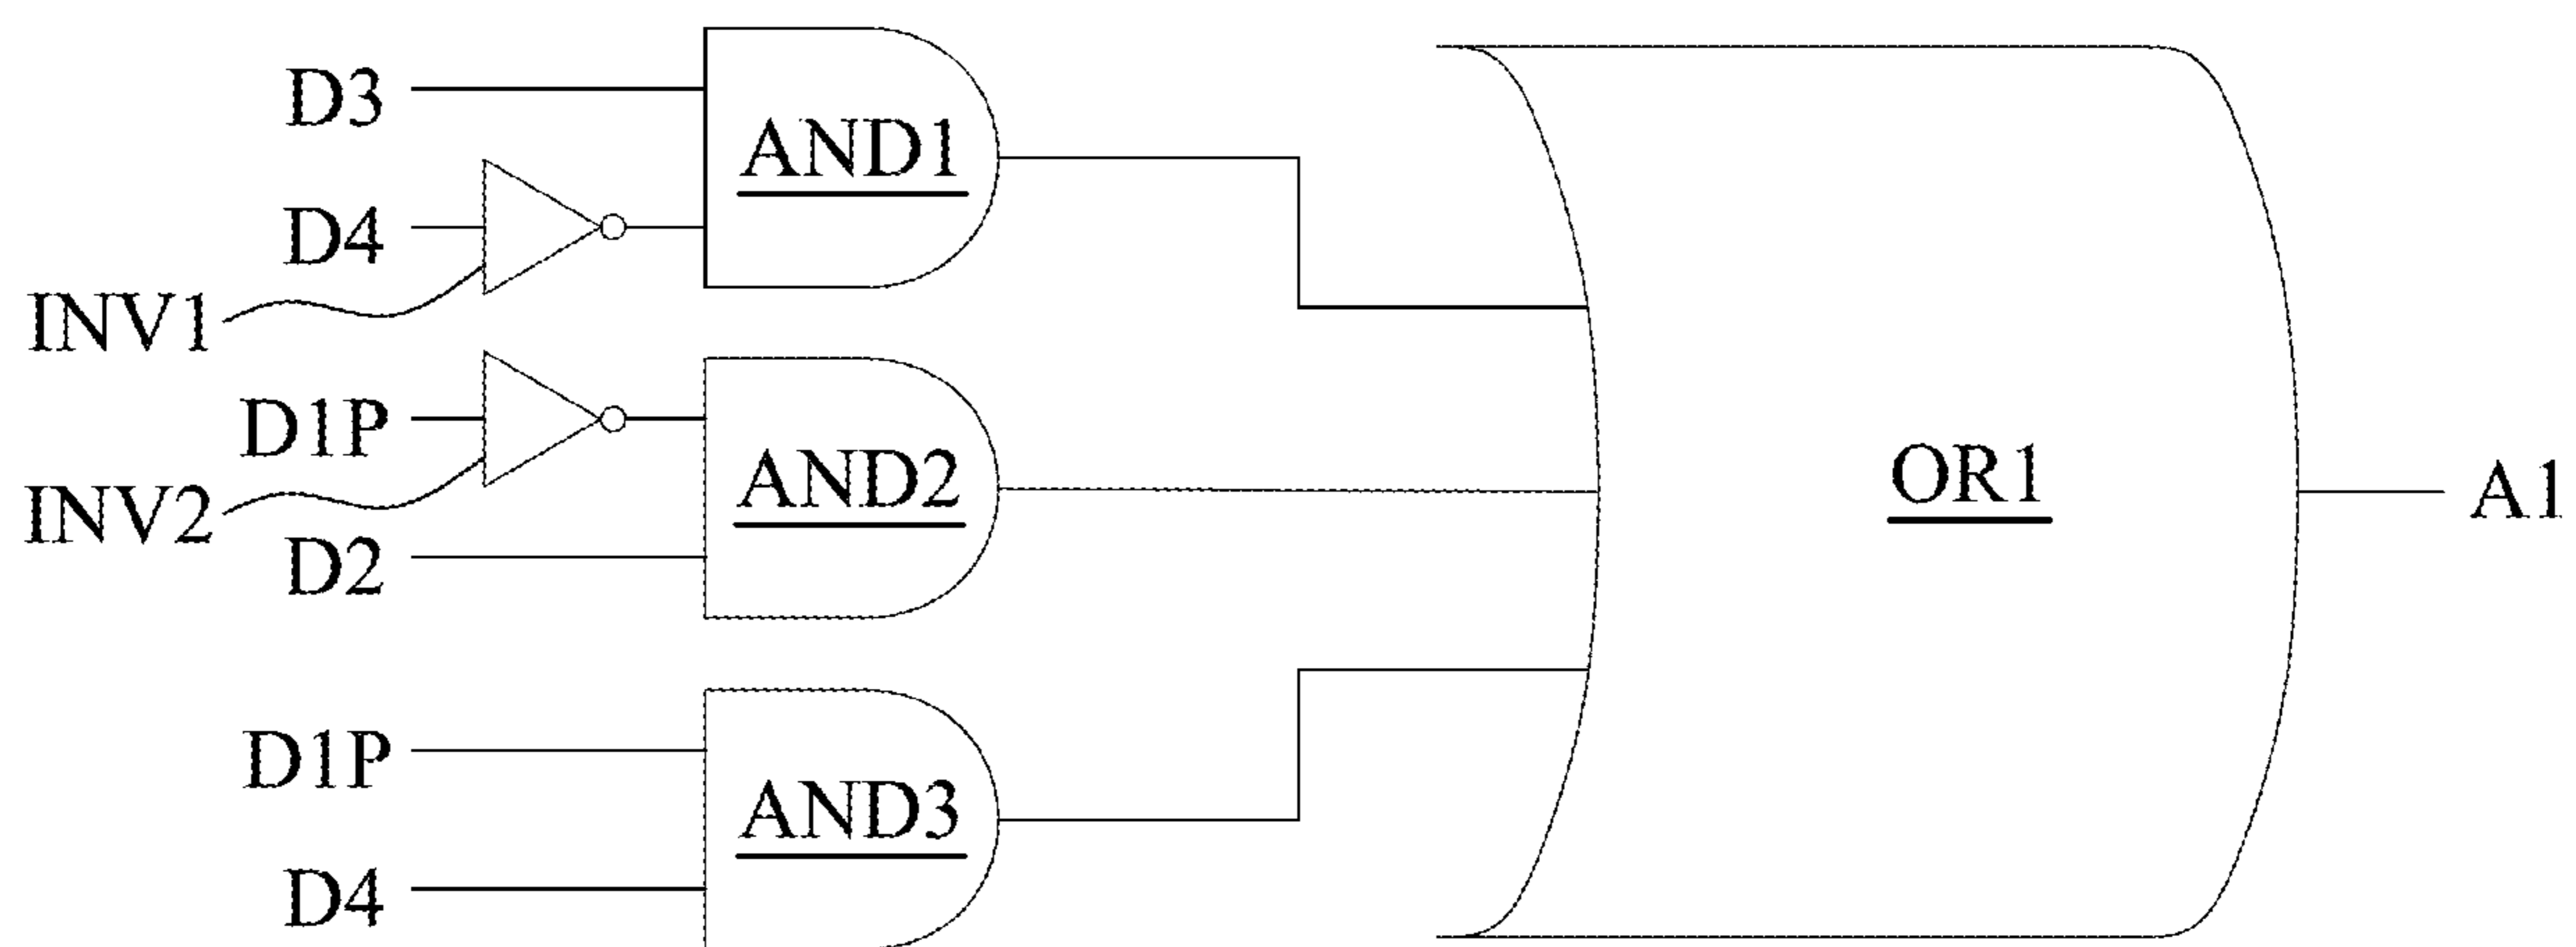 D3
AND1
D4
INV1
D1P
AND2
OR1
A1
INV2
D2
D1P
AND3
D4